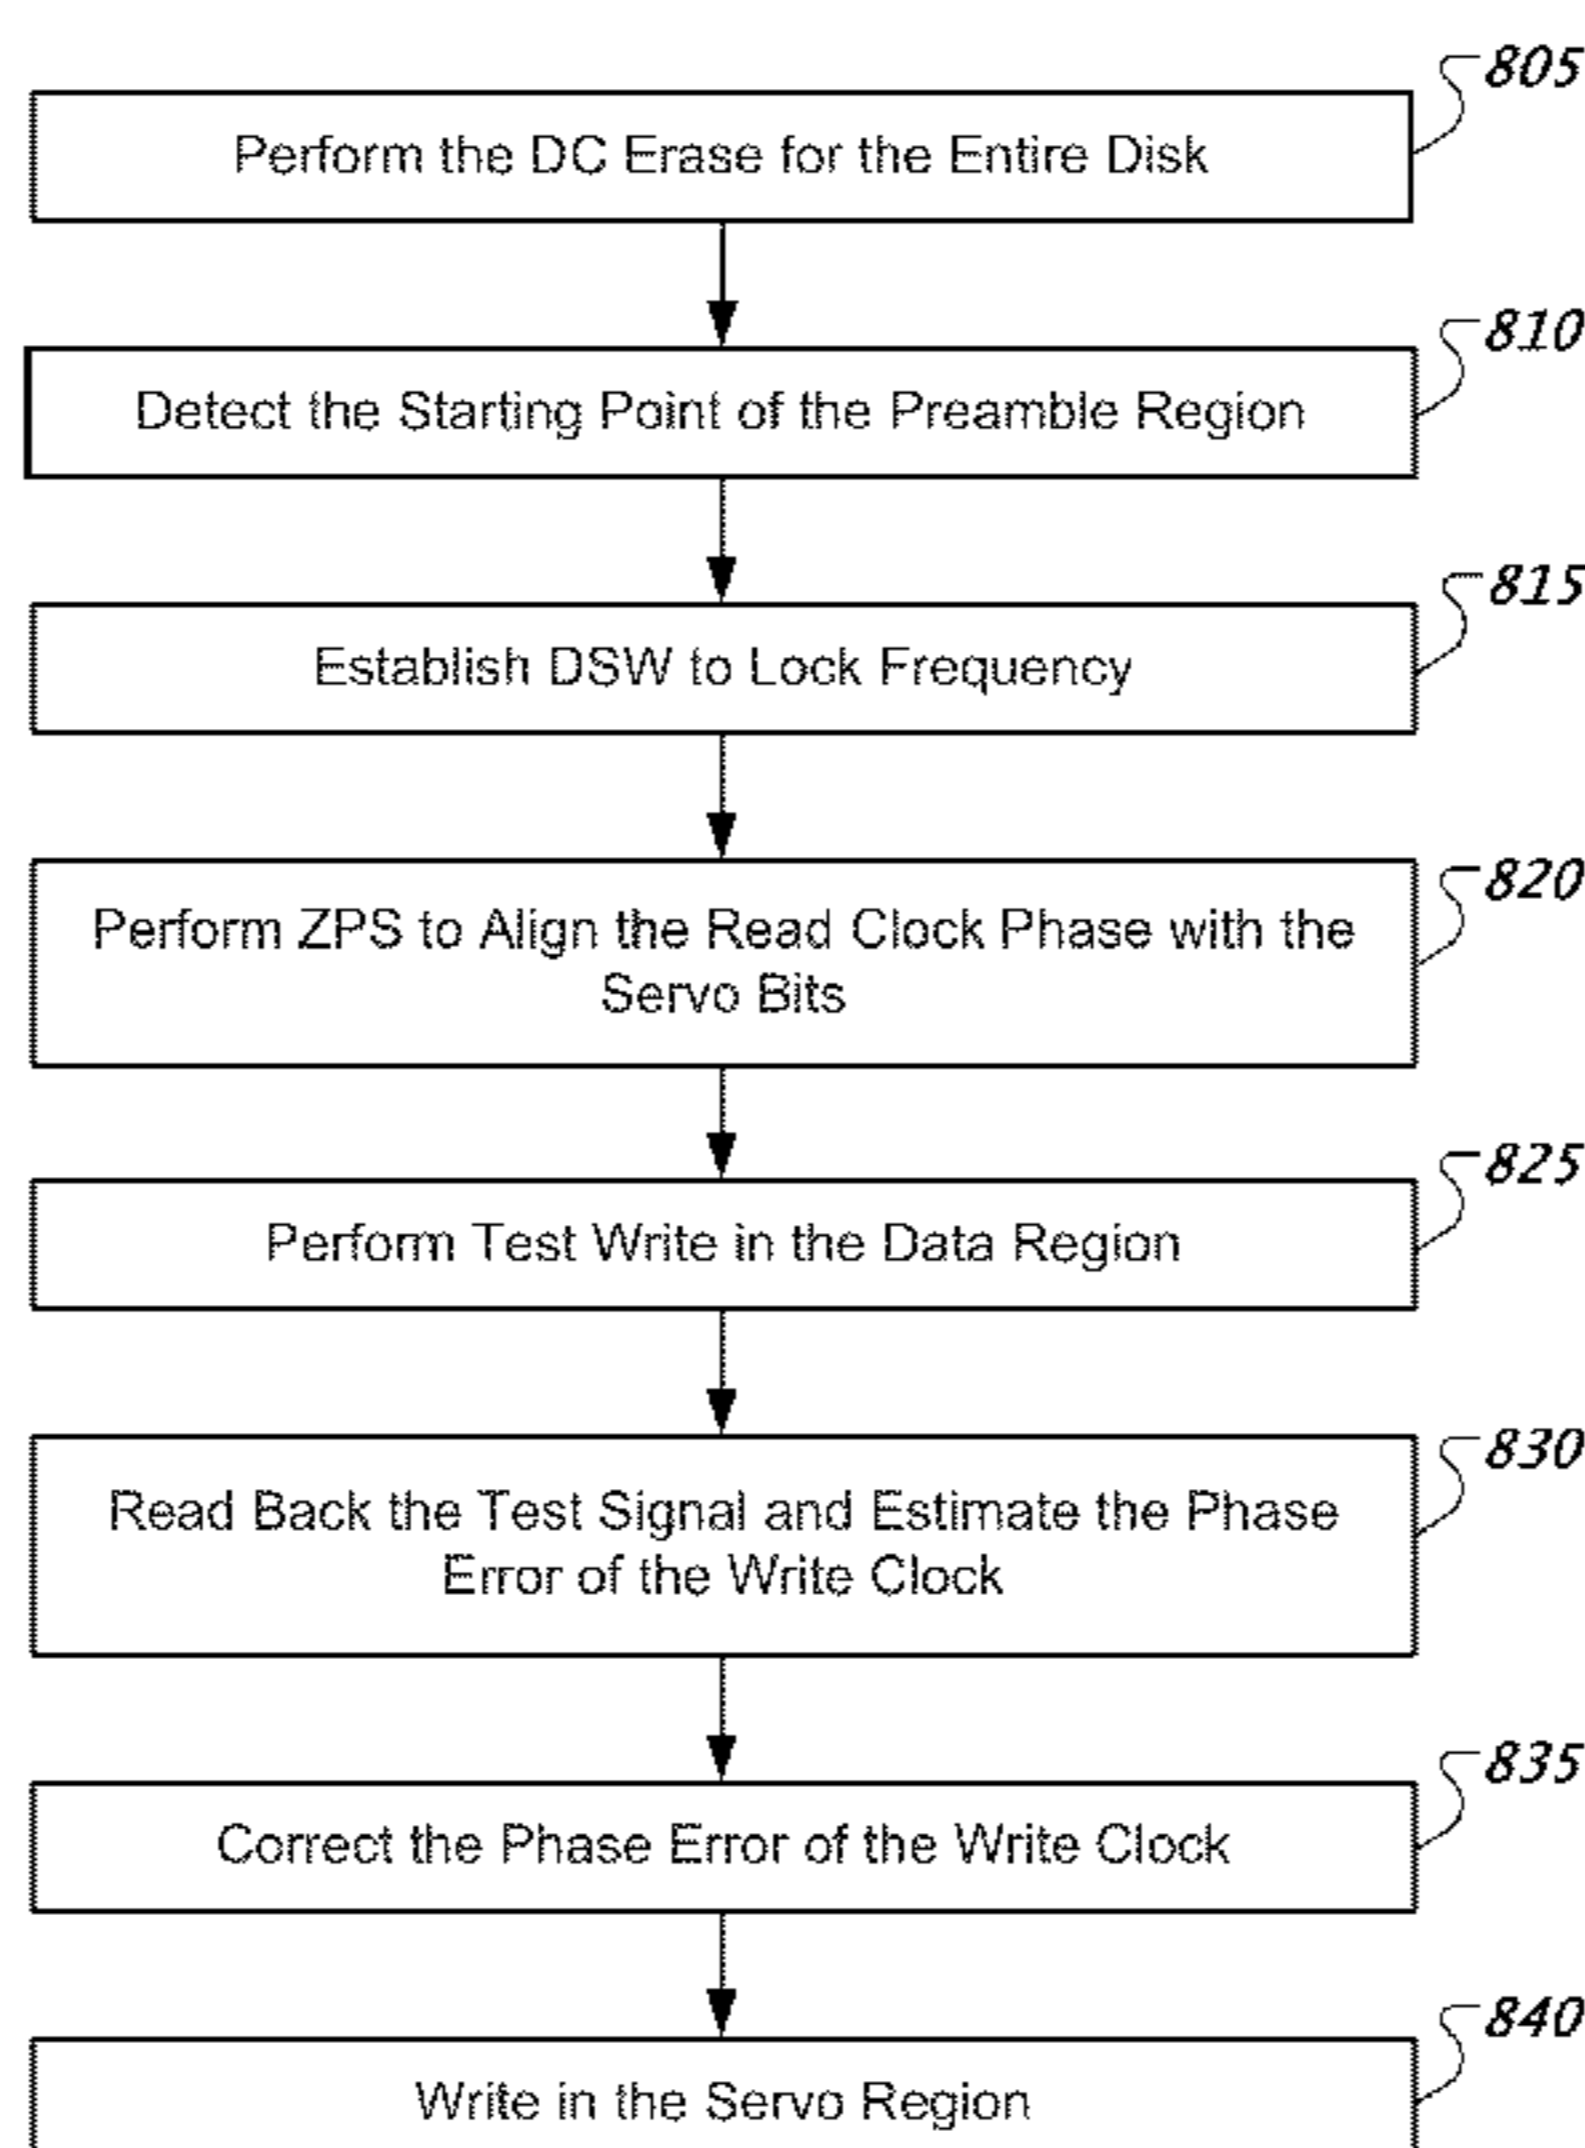 805
Perform the DC Erase for the Entire Disk
810
Detect the Starting Point of the Preamble Region
815
Establish DSW to Lock Frequency
820
Perform ZPS to Align the Read Clock Phase with the
Servo Bits
825
Perform Test Write in the Data Region
830
Read Back the Test Signal and Estimate the Phase
Error of the Write Clock
835
Correct the Phase Error of the Write Clock
840
Write in the Servo Region